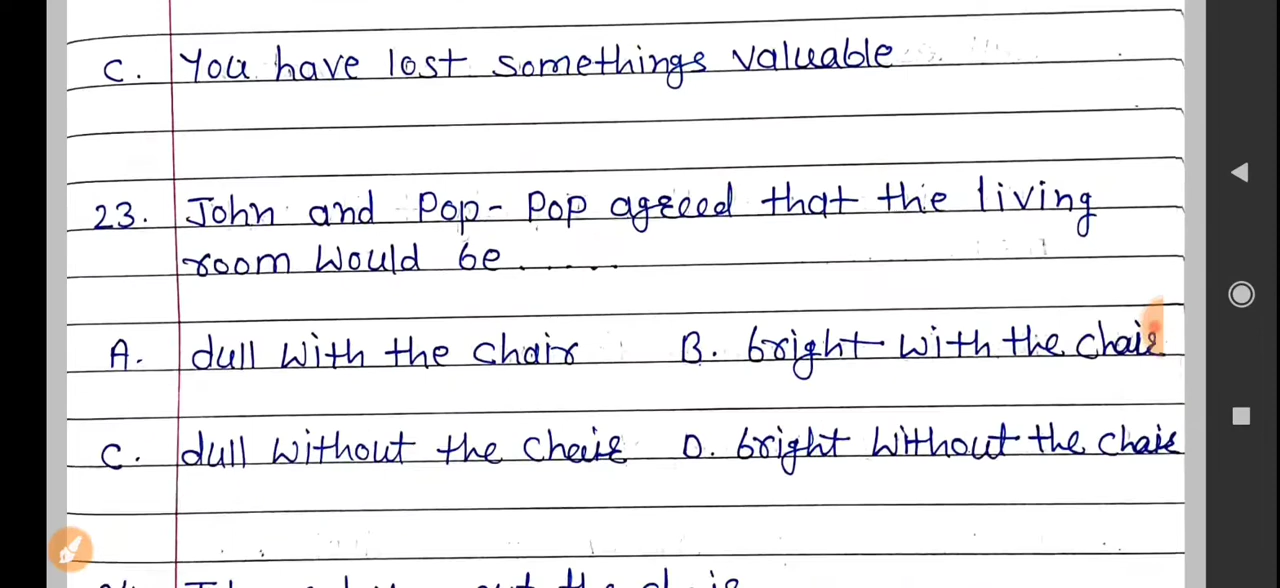 C. You have lost somethings valuable
23. John and Pop-Pop agreed that the living
room would be ......
A. dull with the chair B. bright with the chair
C. dull without the chair D. bright without the chair